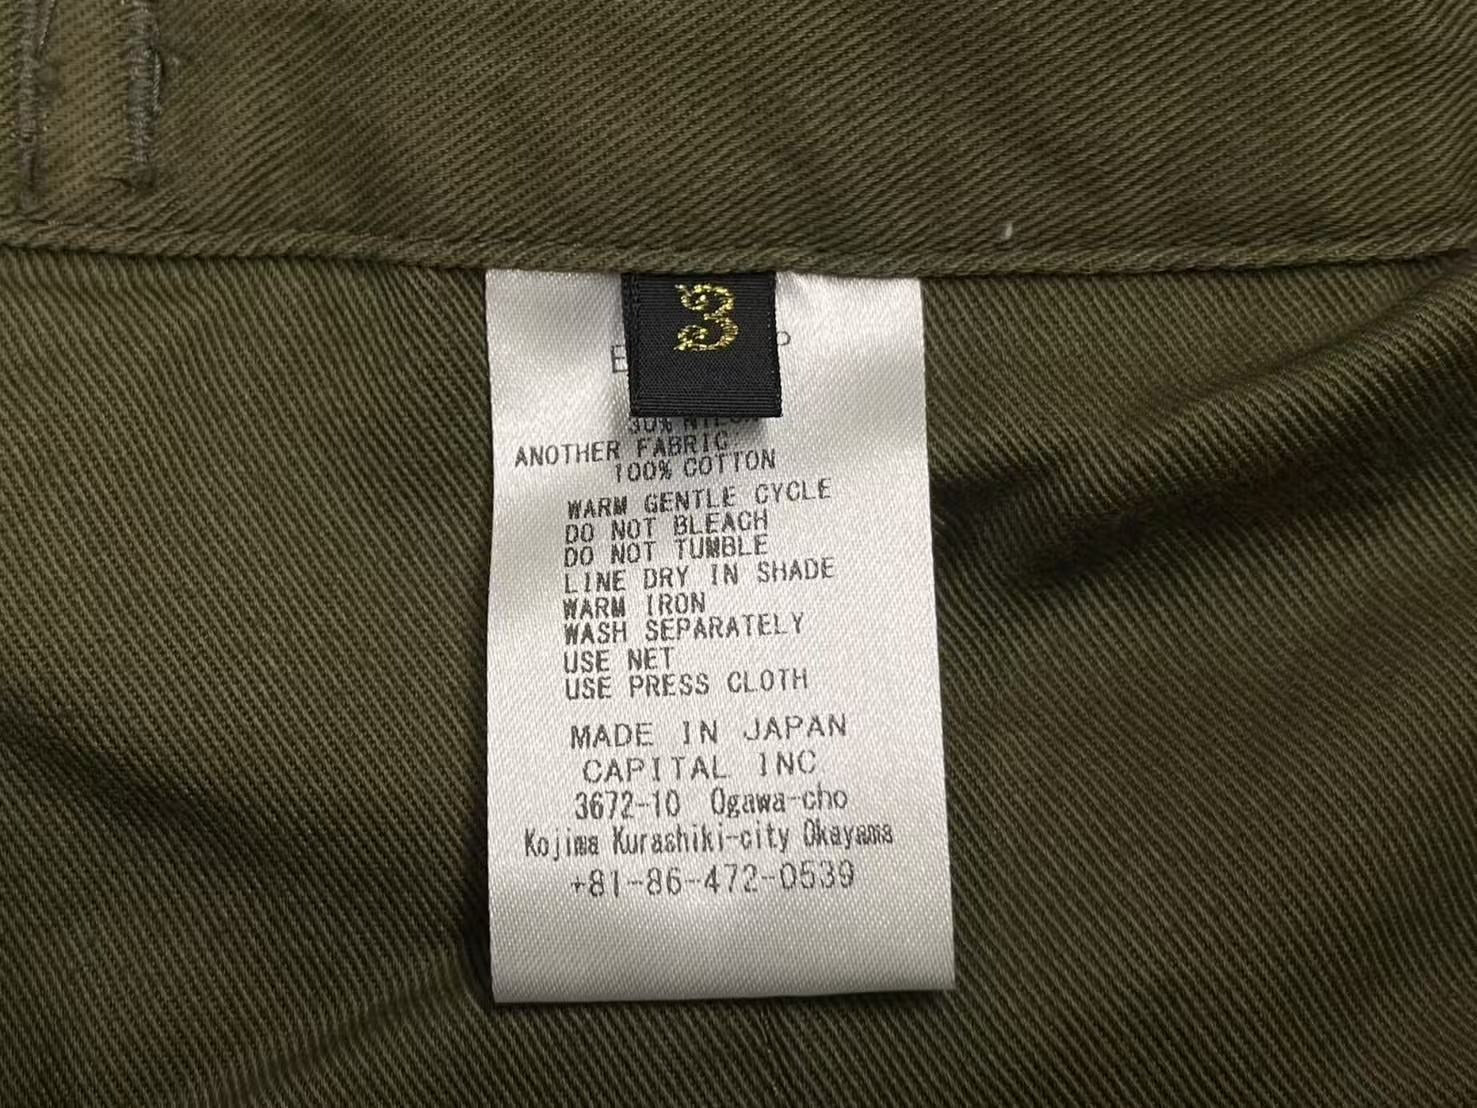 3
30% NYLON
ANOTHER FABRIC
100% COTTON
WARM GENTLE CYCLE
DO NOT BLEACH
DO NOT TUMBLE
LINE DRY IN SHADE
WARM IRON
WASH SEPARATELY
USE NET
USE PRESS CLOTH
MADE IN JAPAN
CAPITAL INC
3672-10 Ogawa-cho
Kojima Kurashiki-city Okayama
+81-86-472-0539